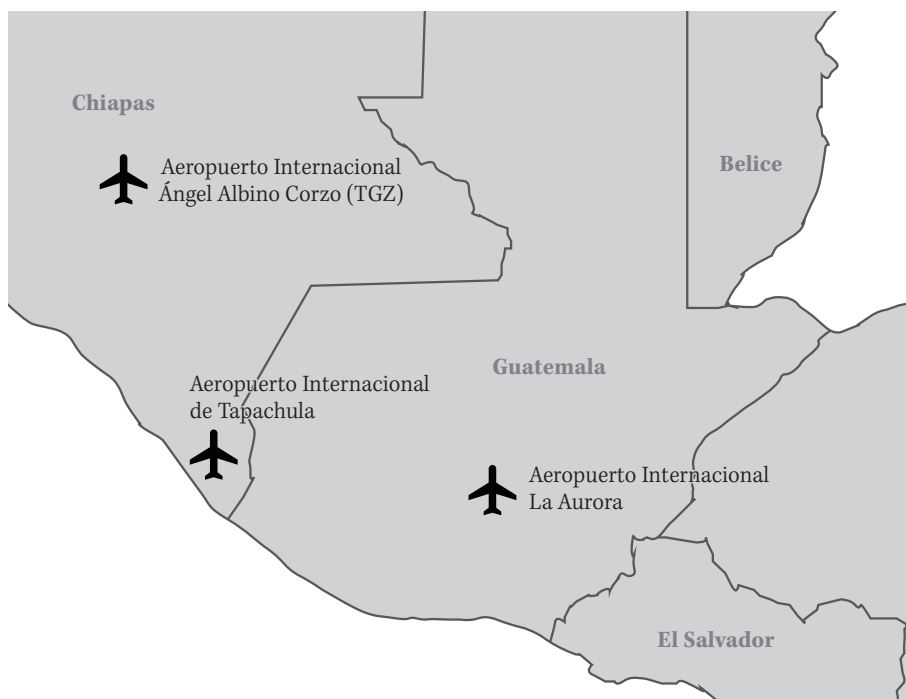 Chiapas
Aeropuerto Internacional
Ángel Albino Corzo (TGZ)
Belice
Guatemala
Aeropuerto Internacional
de Tapachula
Aeropuerto Internacional
La Aurora
El Salvador